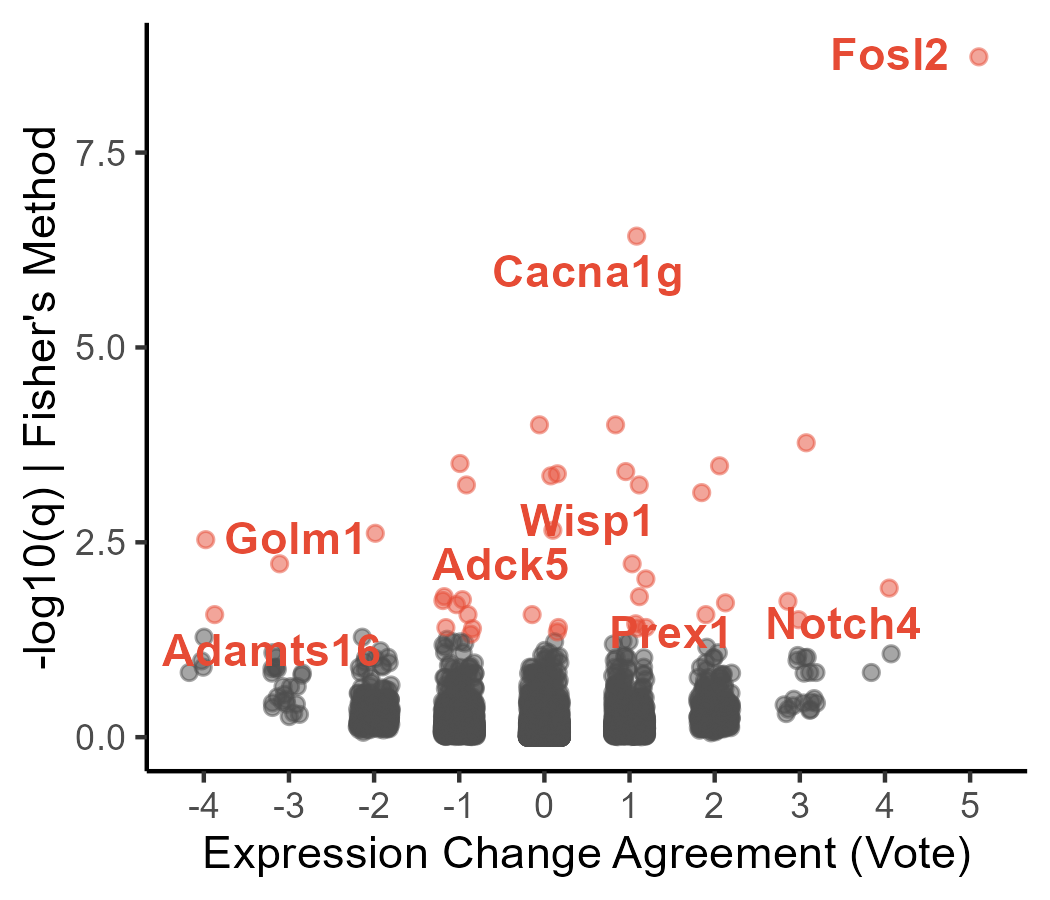 Fosl2
7.5
Cacna1g
5.0
Wisp1
Golm1
2.5
Adck5
Prex1
Notch4
Adamts16
0.0
-4 -3 -2 -1 0 1 2 3 4 5
Expression Change Agreement (Vote)
-log10(q) | Fisher's Method